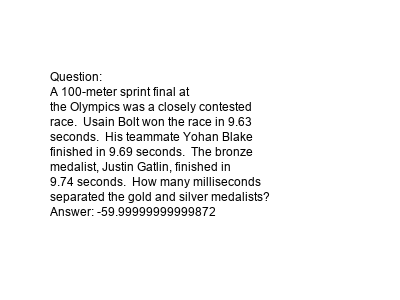 Question:
A 100-meter sprint final at
the Olympics was a closely contested
race.  Usain Bolt won the race in 9.63
seconds.  His teammate Yohan Blake
finished in 9.69 seconds.  The bronze
medalist, Justin Gatlin, finished in
9.74 seconds.  How many milliseconds
separated the gold and silver medalists?
Answer: -59.99999999999872